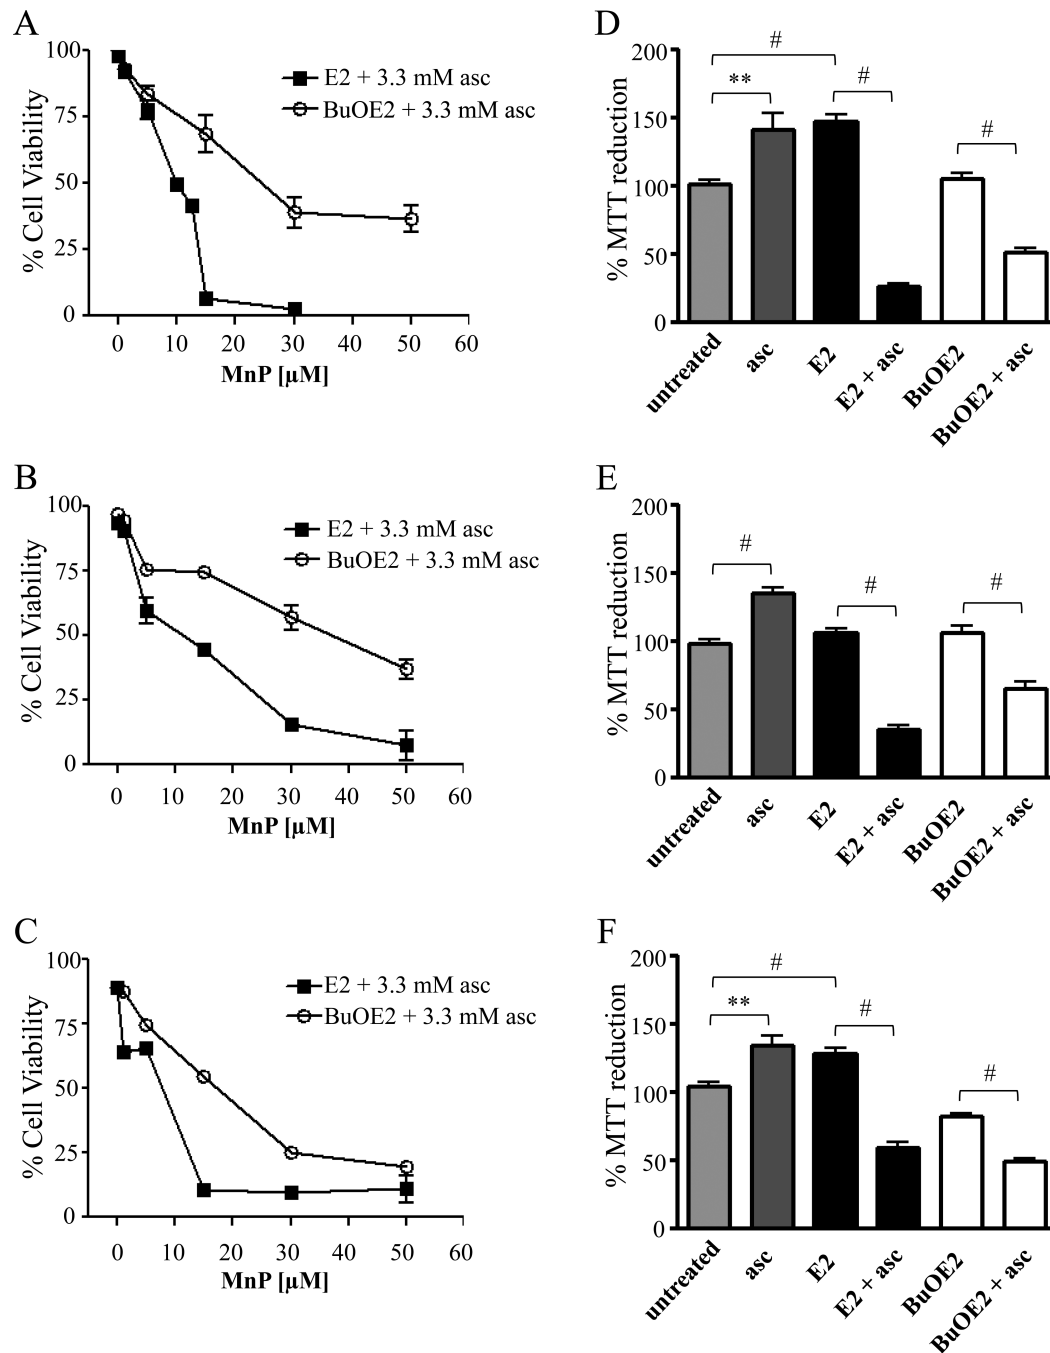 A
100
75
50
25
0
% Cell Viability
E2 + 3.3 mM asc
BuOE2 + 3.3 mM asc
0 10 20 30 40 50 60
MnP [µM]
D
200
150
100
50
0
% MTT reduction
#
**
#
#
untreated
asc
E2
E2 + asc
BuOE2
BuOE2 + asc
B
100
75
50
25
0
% Cell Viability
E2 + 3.3 mM asc
BuOE2 + 3.3 mM asc
0 10 20 30 40 50 60
MnP [µM]
E
200
150
100
50
0
% MTT reduction
#
#
#
untreated
asc
E2
E2 + asc
BuOE2
BuOE2 + asc
C
100
75
50
25
0
% Cell Viability
E2 + 3.3 mM asc
BuOE2 + 3.3 mM asc
0 10 20 30 40 50 60
MnP [µM]
F
200
150
100
50
0
% MTT reduction
#
**
#
#
untreated
asc
E2
E2 + asc
BuOE2
BuOE2 + asc